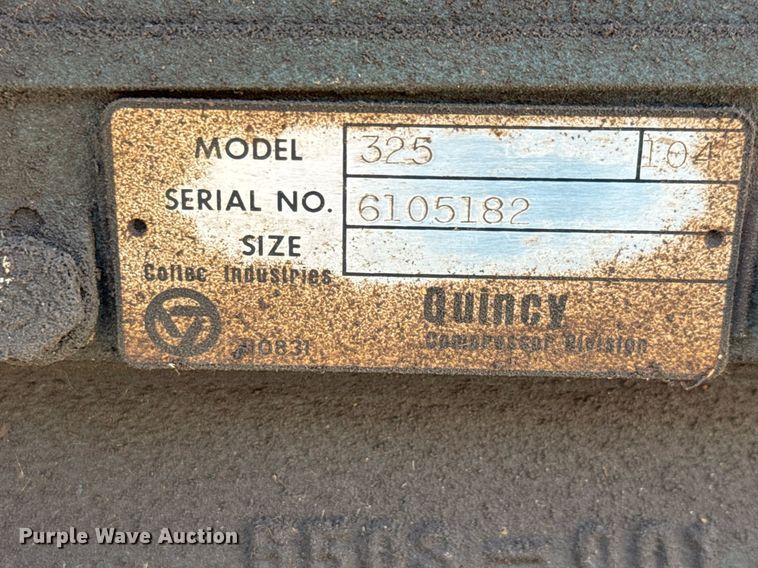 MODEL 325 104
SERIAL NO. 6105182
SIZE
Coltec Industries
Quincy
Compressor Division
Purple Wave Auction®